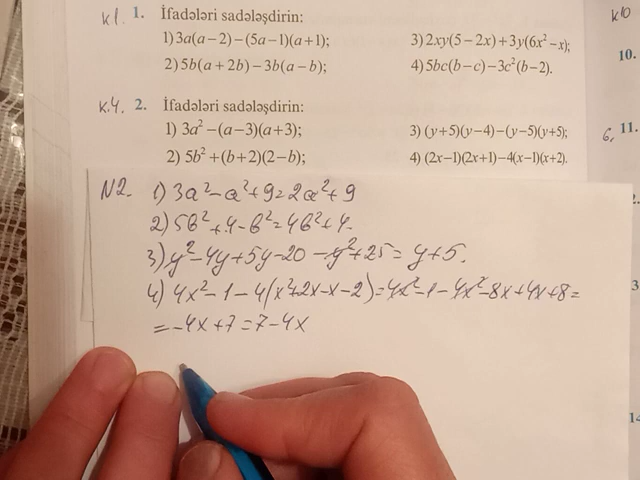 K1. 1. İfadələri sadələşdirin:
1) 3a(a−2)−(5a−1)(a+1);
3) 2xy(5−2x)+3y(6x²−x);
2) 5b(a+2b)−3b(a−b);
4) 5bc(b−c)−3c²(b−2).
K.4. 2. İfadələri sadələşdirin:
1) 3a²−(a−3)(a+3);
3) (y+5)(y−4)−(y−5)(y+5);
2) 5b²+(b+2)(2−b);
4) (2x−1)(2x+1)−4(x−1)(x+2).
K10
10.
6. 11.
N2. 1) 3a²−a²+9=2a²+9
2) 5b²+4−b²=4b²+4.
3) y²−4y+5y−20−y²+25=y+5.
4) 4x²−1−4(x²+2x−x−2)=4x²−1−4x²−8x+4x+8=
=−4x+7=7−4x
3
14